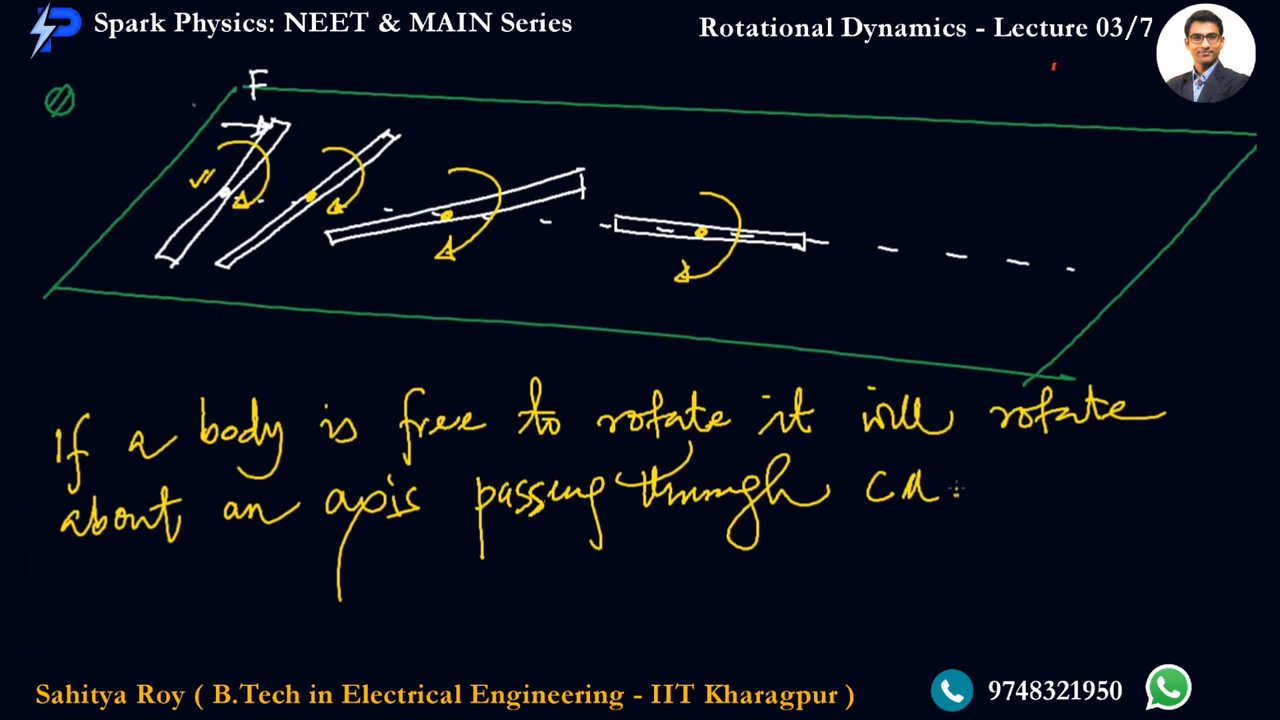 Spark Physics: NEET & MAIN Series
Rotational Dynamics - Lecture 03/7
F
If a body is free to rotate it will rotate
about an axis passing through CM
Sahitya Roy ( B.Tech in Electrical Engineering - IIT Kharagpur )
9748321950